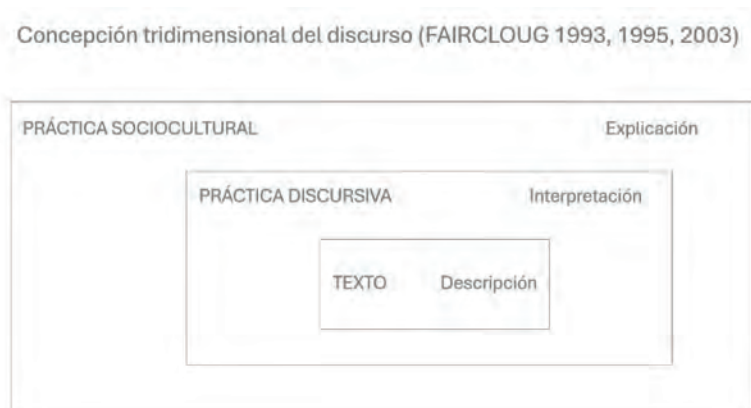 Concepción tridimensional del discurso (FAIRCLOUG 1993, 1995, 2003)
PRÁCTICA SOCIOCULTURAL Explicación
PRÁCTICA DISCURSIVA Interpretación
TEXTO Descripción